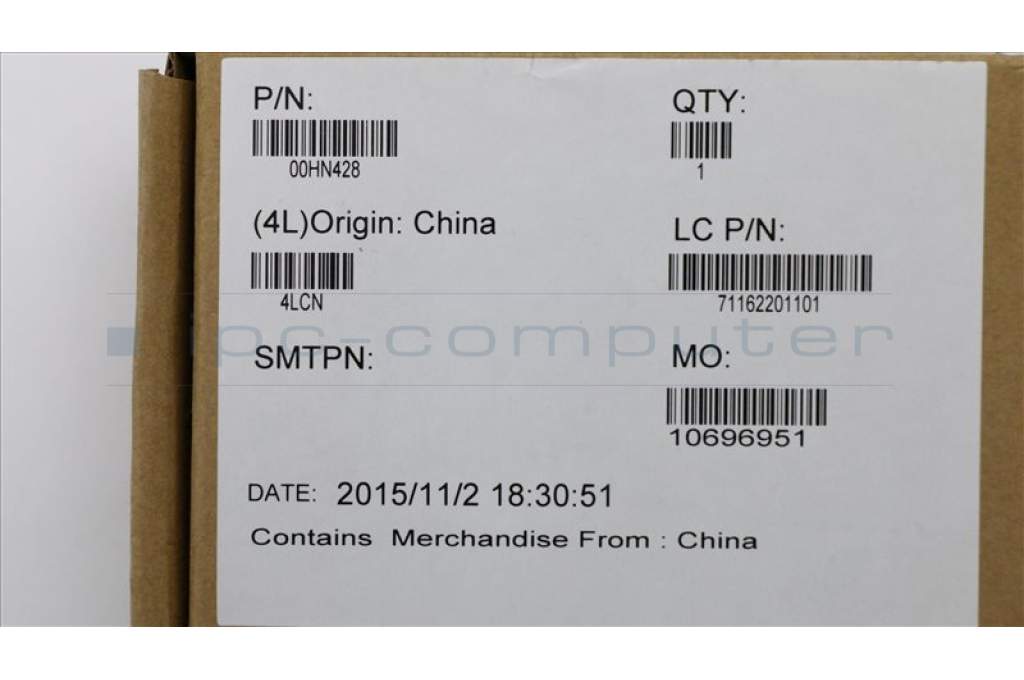 P/N:
00HN428
QTY:
1
(4L)Origin: China
4LCN
LC P/N:
71162201101
ipc-computer
SMTPN:
MO:
10696951
DATE: 2015/11/2 18:30:51
Contains Merchandise From : China